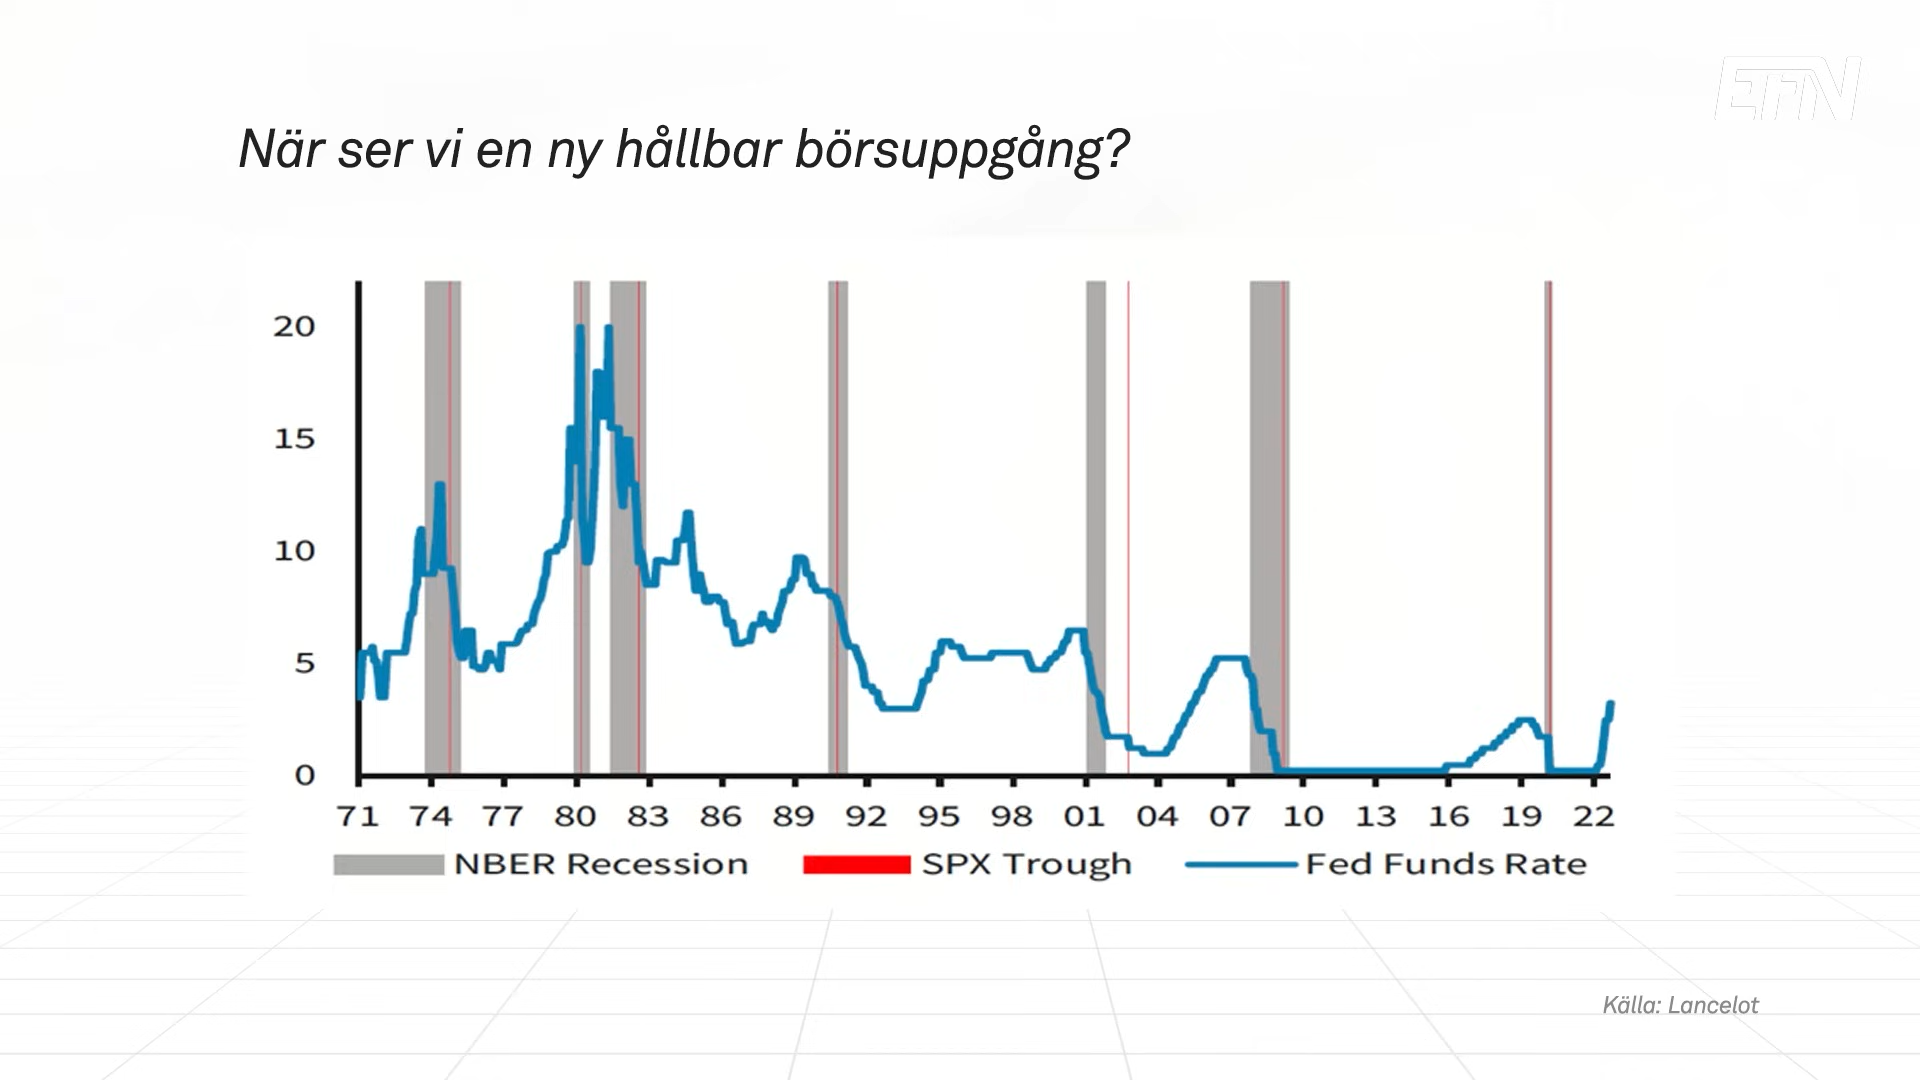 EFN
När ser vi en ny hållbar börsuppgång?
20
15
10
5
0
71 74 77 80 83 86 89 92 95 98 01 04 07 10 13 16 19 22
NBER Recession SPX Trough Fed Funds Rate
Källa: Lancelot